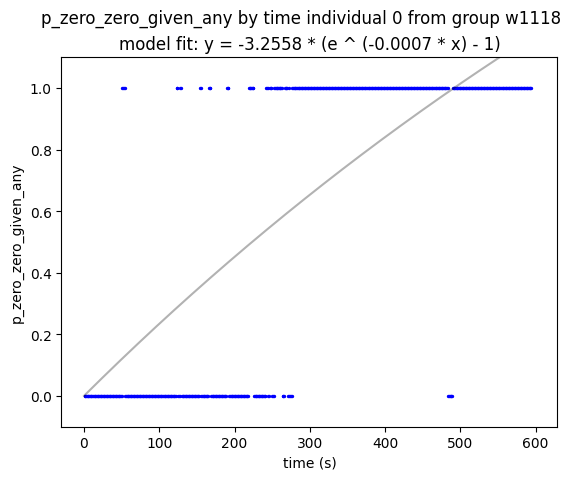 p_zero_zero_given_any by time individual 0 from group w1118
model fit: y = -3.2558 * (e ^ (-0.0007 * x) - 1)
1.0
0.8
0.6
0.4
0.2
0.0
p_zero_zero_given_any
0 100 200 300 400 500 600
time (s)